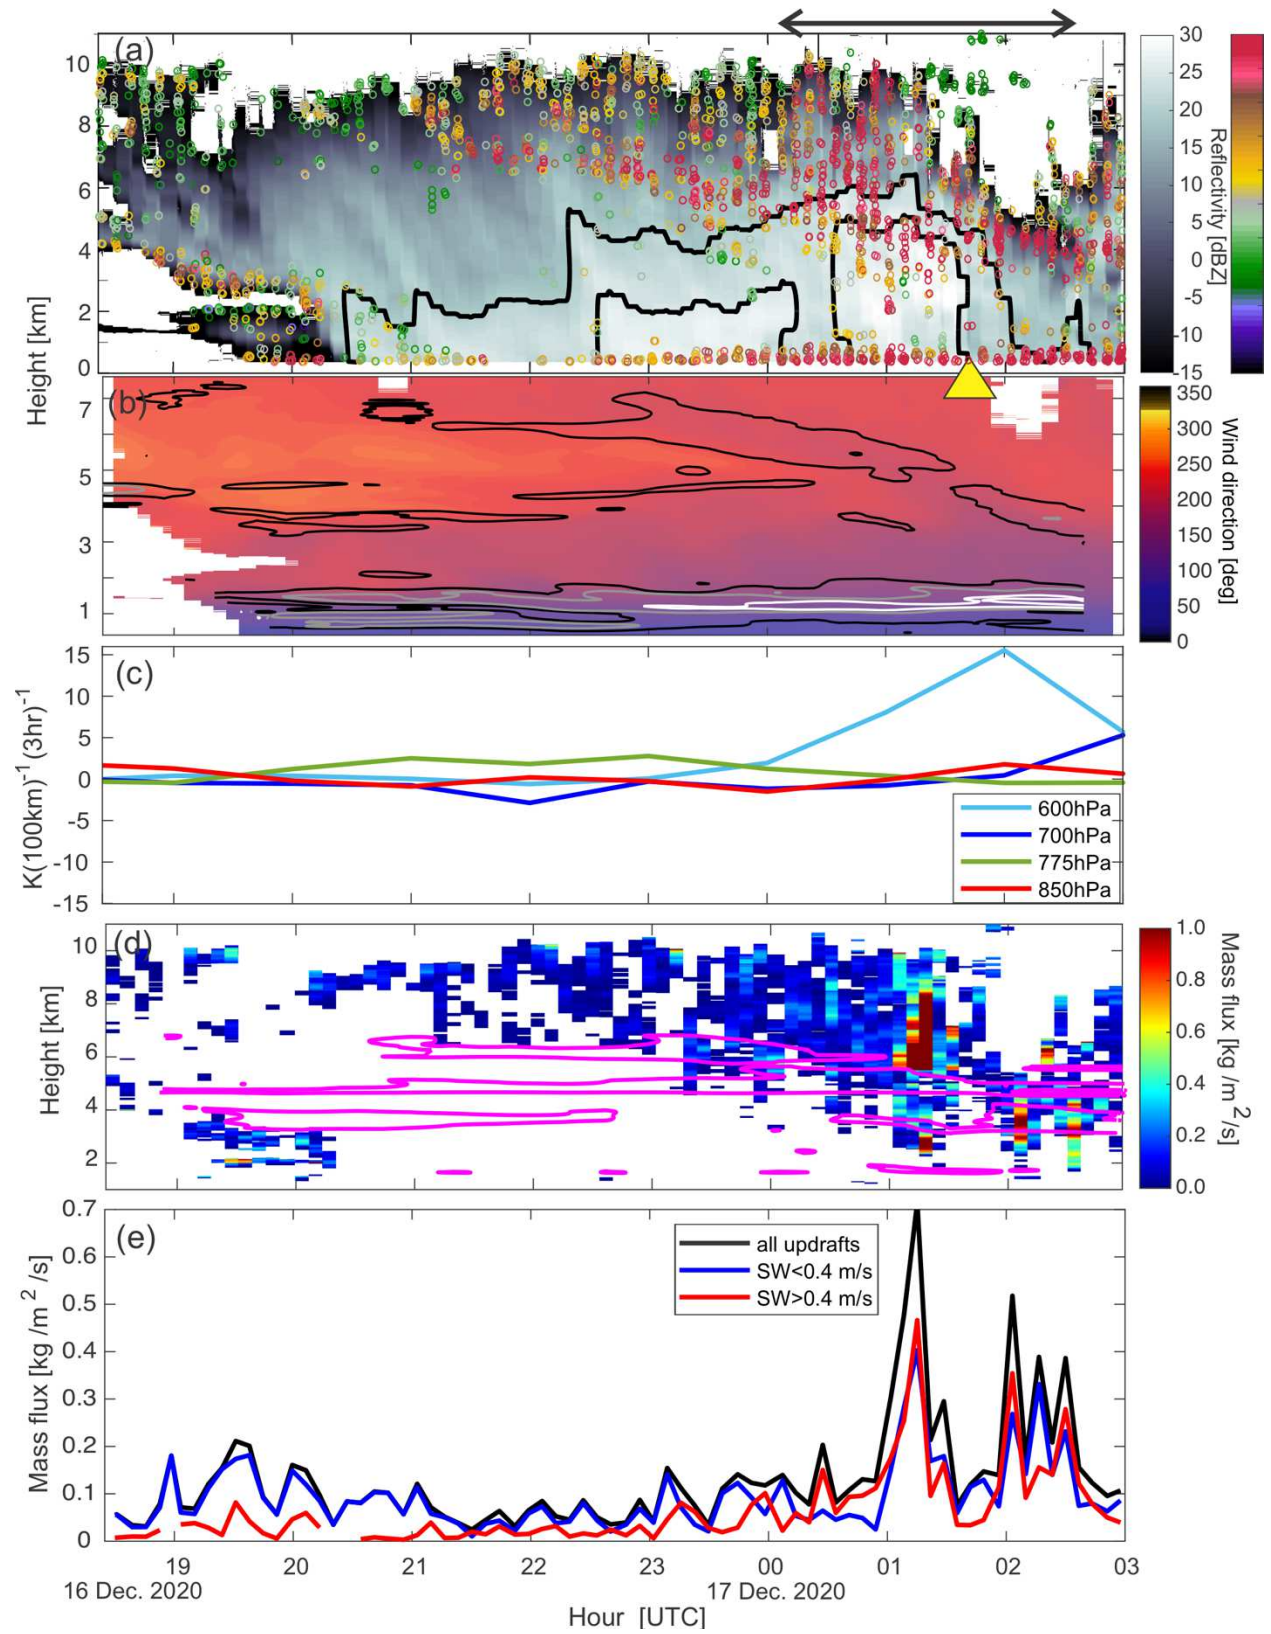 (a)
10
8
6
4
2
0
Height [km]
30
25
20
15
10
5
0
-5
-10
-15
Reflectivity [dBZ]
(b)
7
5
3
1
350
300
250
200
150
100
50
0
Wind direction [deg]
(c)
15
10
5
0
-5
-10
-15
K(100km)⁻¹ (3hr)⁻¹
600hPa
700hPa
775hPa
850hPa
(d)
10
8
6
4
2
Height [km]
1.0
0.8
0.6
0.4
0.2
0.0
Mass flux [kg /m²/s]
(e)
0.7
0.6
0.5
0.4
0.3
0.2
0.1
0
Mass flux [kg /m² /s]
all updrafts
SW<0.4 m/s
SW>0.4 m/s
19 20 21 22 23 00 01 02 03
16 Dec. 2020 17 Dec. 2020
Hour [UTC]